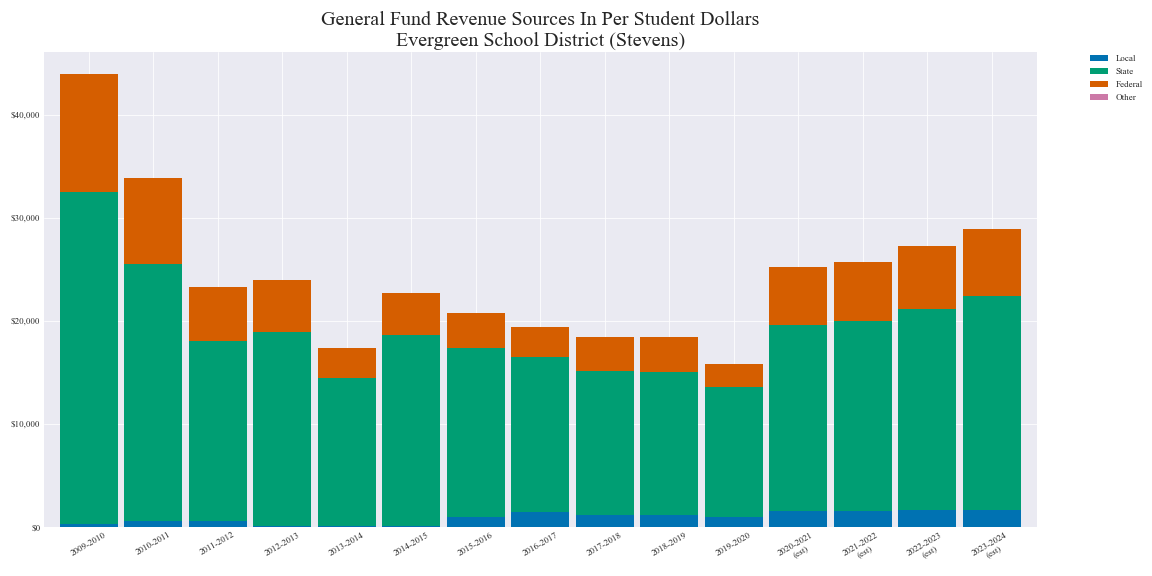 General Fund Revenue Sources In Per Student Dollars
Evergreen School District (Stevens)
Local
State
Federal
Other
$40,000
$30,000
$20,000
$10,000
$0
2009-2010
2010-2011
2011-2012
2012-2013
2013-2014
2014-2015
2015-2016
2016-2017
2017-2018
2018-2019
2019-2020
2020-2021
(est)
2021-2022
(est)
2022-2023
(est)
2023-2024
(est)